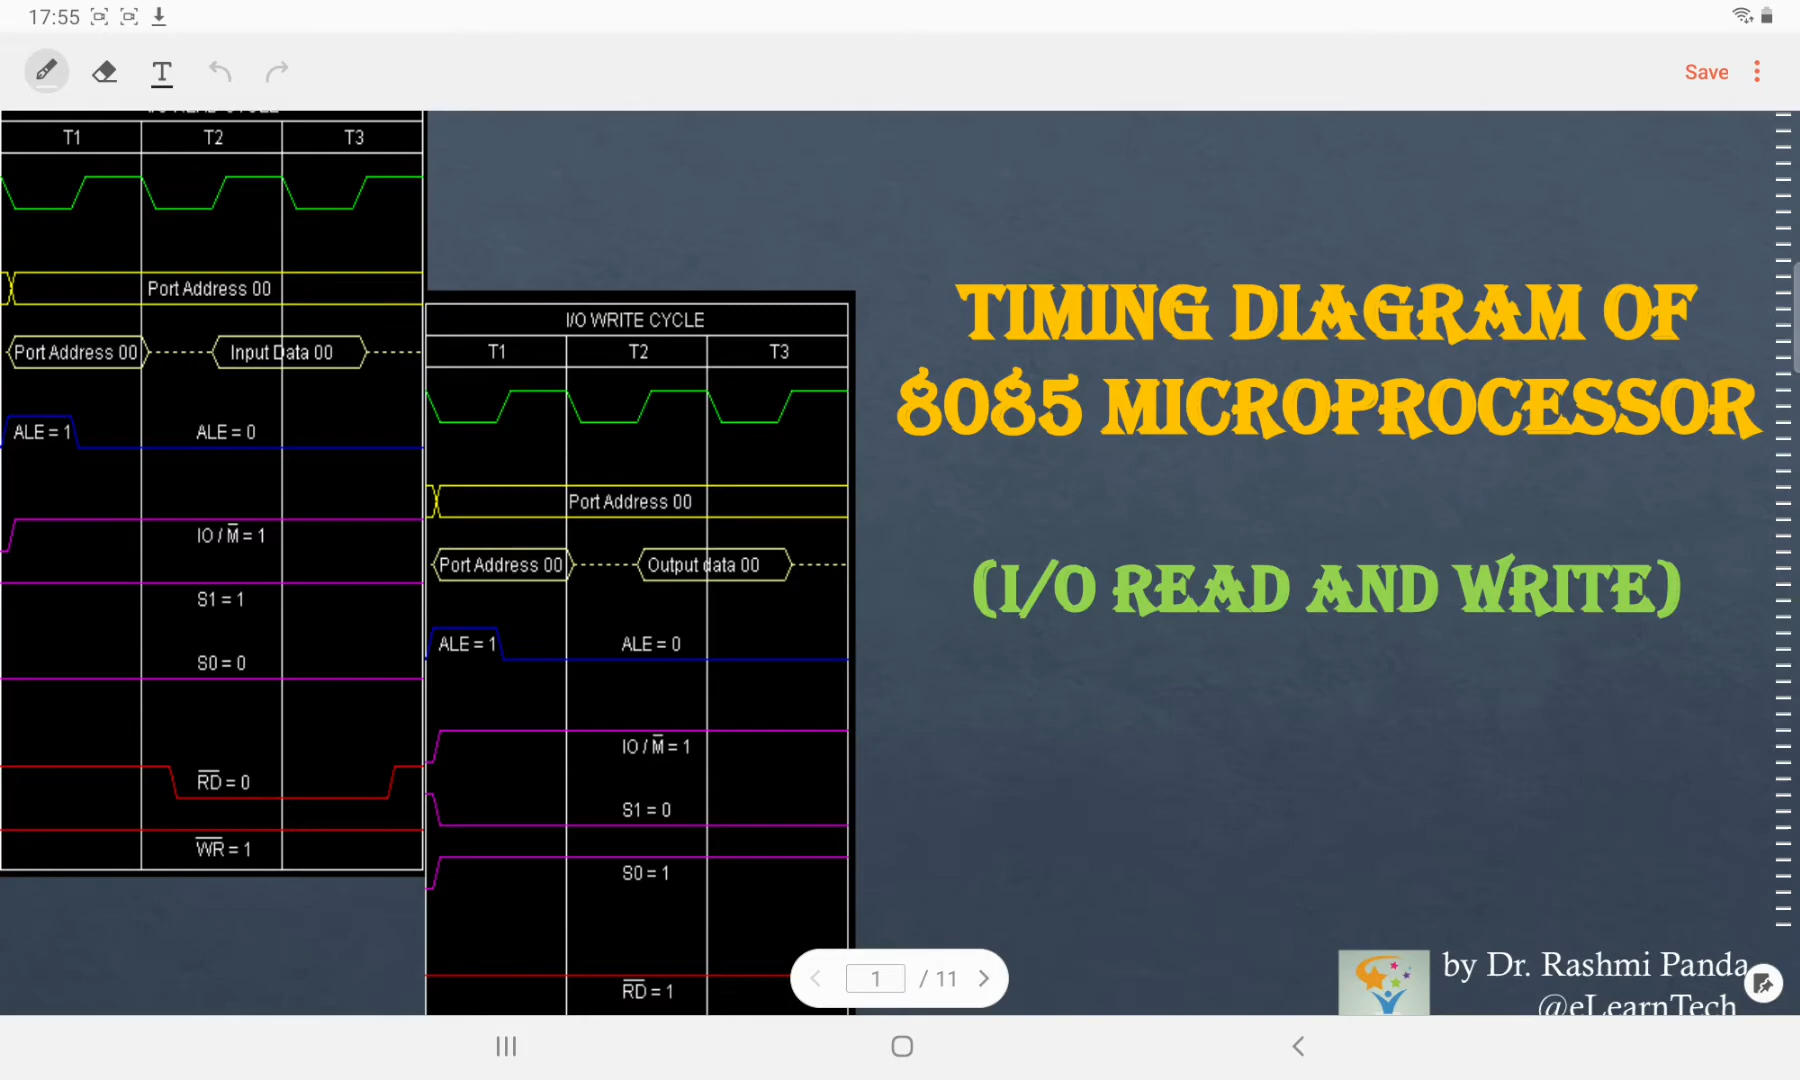 17:55
Save
I/O READ CYCLE
T1 T2 T3
Port Address 00
Port Address 00 Input Data 00
ALE = 1 ALE = 0
IO / M̅ = 1
S1 = 1
S0 = 0
R̅D̅ = 0
W̅R̅ = 1
I/O WRITE CYCLE
T1 T2 T3
Port Address 00
Port Address 00 Output data 00
ALE = 1 ALE = 0
IO / M̅ = 1
S1 = 0
S0 = 1
R̅D̅ = 1
TIMING DIAGRAM OF
8085 MICROPROCESSOR
(I/O READ AND WRITE)
1 / 11
by Dr. Rashmi Panda
@eLearnTech